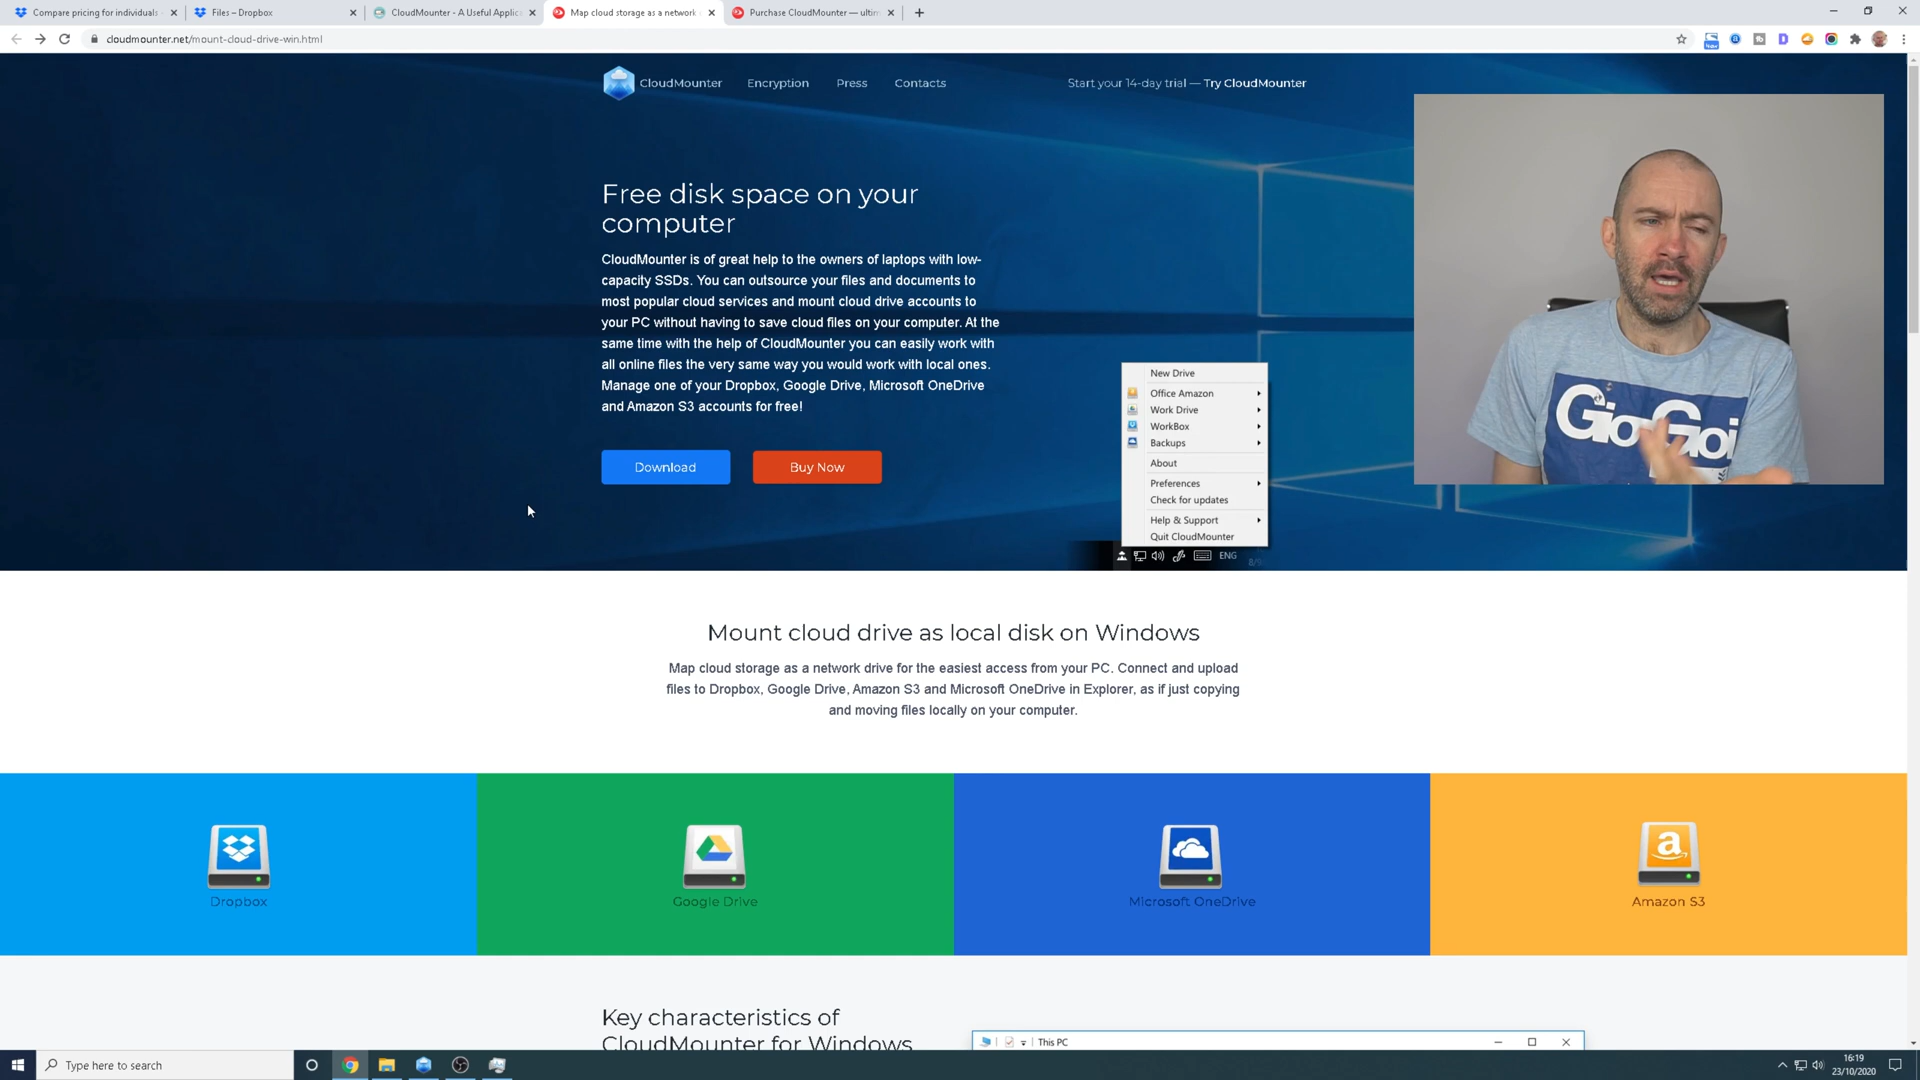 Compare pricing for individuals
Files – Dropbox
CloudMounter - A Useful Applic
Map cloud storage as a network
Purchase CloudMounter — ultim
cloudmounter.net/mount-cloud-drive-win.html
CloudMounter
Encryption
Press
Contacts
Start your 14-day trial — Try CloudMounter
Free disk space on your
computer
CloudMounter is of great help to the owners of laptops with low-
capacity SSDs. You can outsource your files and documents to
most popular cloud services and mount cloud drive accounts to
your PC without having to save cloud files on your computer. At the
same time with the help of CloudMounter you can easily work with
all online files the very same way you would work with local ones.
Manage one of your Dropbox, Google Drive, Microsoft OneDrive
and Amazon S3 accounts for free!
Download
Buy Now
New Drive
Office Amazon
Work Drive
WorkBox
Backups
About
Preferences
Check for updates
Help & Support
Quit CloudMounter
ENG
GioGoi
Mount cloud drive as local disk on Windows
Map cloud storage as a network drive for the easiest access from your PC. Connect and upload
files to Dropbox, Google Drive, Amazon S3 and Microsoft OneDrive in Explorer, as if just copying
and moving files locally on your computer.
Dropbox
Google Drive
Microsoft OneDrive
Amazon S3
Key characteristics of
CloudMounter for Windows
This PC
Type here to search
16:19
23/10/2020